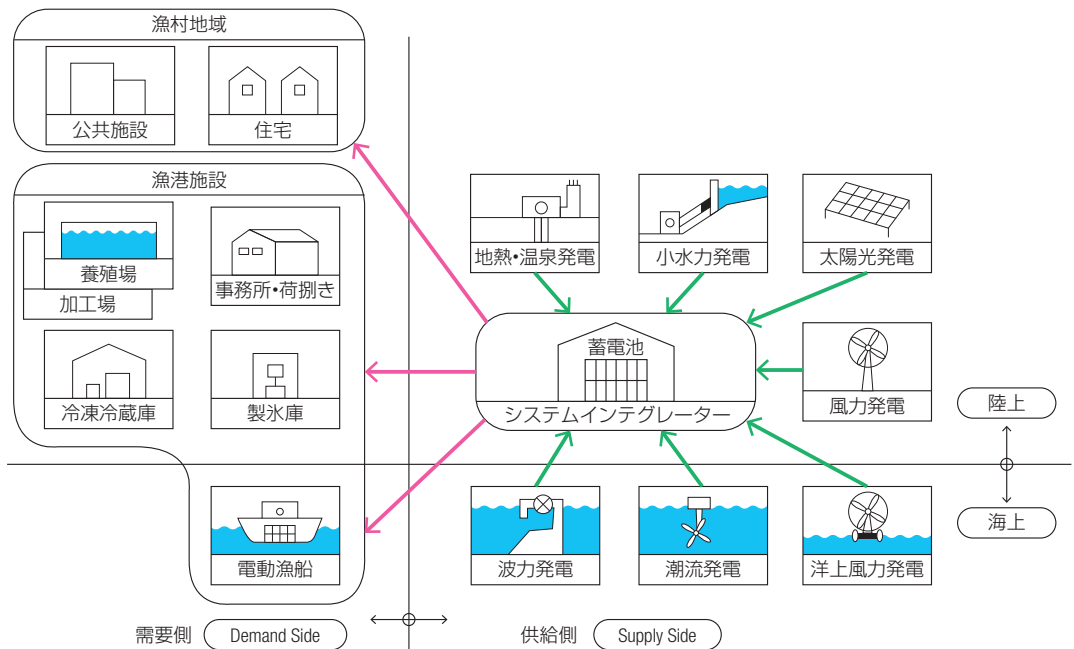 漁村地域
公共施設
住宅
漁港施設
養殖場
加工場
事務所・荷捌き
冷凍冷蔵庫
製氷庫
電動漁船
地熱・温泉発電
小水力発電
太陽光発電
蓄電池
システムインテグレーター
風力発電
陸上
海上
波力発電
潮流発電
洋上風力発電
需要側 Demand Side
供給側 Supply Side